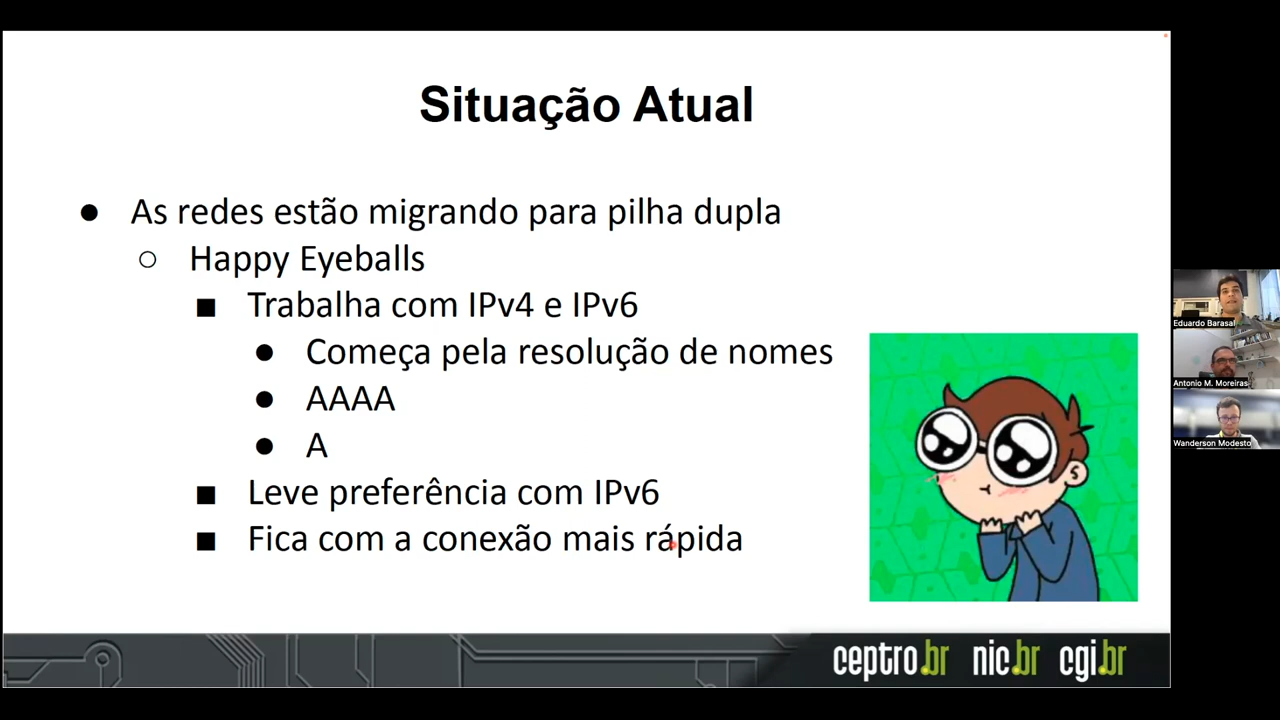 Situação Atual
● As redes estão migrando para pilha dupla
○ Happy Eyeballs
■ Trabalha com IPv4 e IPv6
● Começa pela resolução de nomes
● AAAA
● A
■ Leve preferência com IPv6
■ Fica com a conexão mais rápida
Eduardo Barasal
Antonio M. Moreiras
Wanderson Modesto
ceptro.br nic.br cgi.br